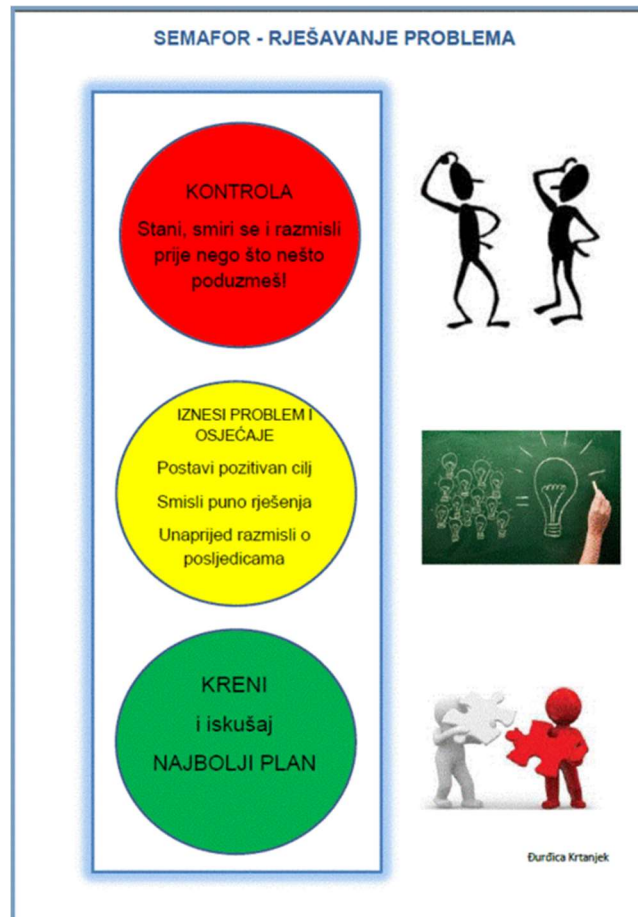 SEMAFOR - RJEŠAVANJE PROBLEMA
KONTROLA
Stani, smiri se i razmisli
prije nego što nešto
poduzmeš!
IZNESI PROBLEM I
OSJEĆAJE
Postavi pozitivan cilj
Smisli puno rješenja
Unaprijed razmisli o
posljedicama
KRENI
i iskušaj
NAJBOLJI PLAN
Đurđica Krtanjek